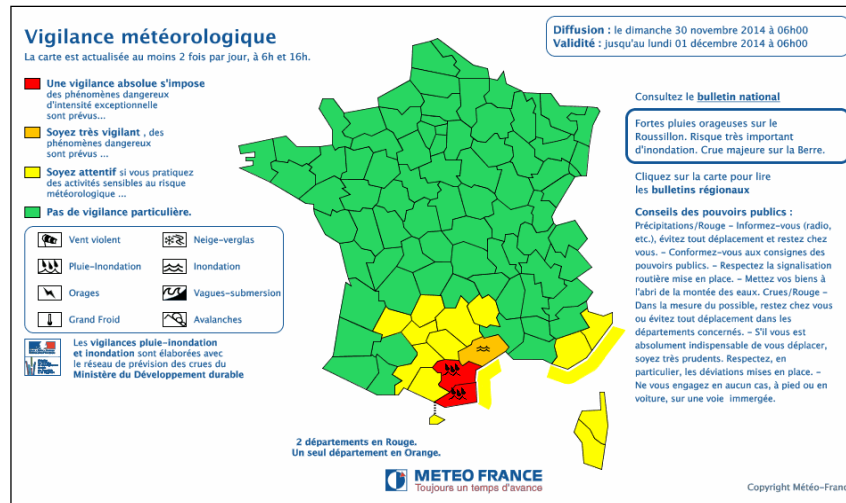 Vigilance météorologique
La carte est actualisée au moins 2 fois par jour, à 6h et 16h.
Une vigilance absolue s'impose
des phénomènes dangereux
d'intensité exceptionnelle
sont prévus...
Soyez très vigilant , des
phénomènes dangereux
sont prévus ...
Soyez attentif si vous pratiquez
des activités sensibles au risque
météorologique ...
Pas de vigilance particulière.
Vent violent
Neige-verglas
Pluie-Inondation
Inondation
Orages
Vagues-submersion
Grand Froid
Avalanches
Les vigilances pluie-inondation
et inondation sont élaborées avec
le réseau de prévision des crues du
Ministère du Développement durable
2 départements en Rouge.
Un seul département en Orange.
METEO FRANCE
Toujours un temps d'avance
Diffusion : le dimanche 30 novembre 2014 à 06h00
Validité : jusqu'au lundi 01 décembre 2014 à 06h00
Consultez le bulletin national
Fortes pluies orageuses sur le
Roussillon. Risque très important
d'inondation. Crue majeure sur la Berre.
Cliquez sur la carte pour lire
les bulletins régionaux
Conseils des pouvoirs publics :
Précipitations/Rouge – Informez-vous (radio,
etc.), évitez tout déplacement et restez chez
vous. – Conformez-vous aux consignes des
pouvoirs publics. – Respectez la signalisation
routière mise en place. – Mettez vos biens à
l'abri de la montée des eaux. Crues/Rouge –
Dans la mesure du possible, restez chez vous
ou évitez tout déplacement dans les
départements concernés. – S'il vous est
absolument indispensable de vous déplacer,
soyez très prudents. Respectez, en
particulier, les déviations mises en place. –
Ne vous engagez en aucun cas, à pied ou en
voiture, sur une voie immergée.
Copyright Météo-Franc